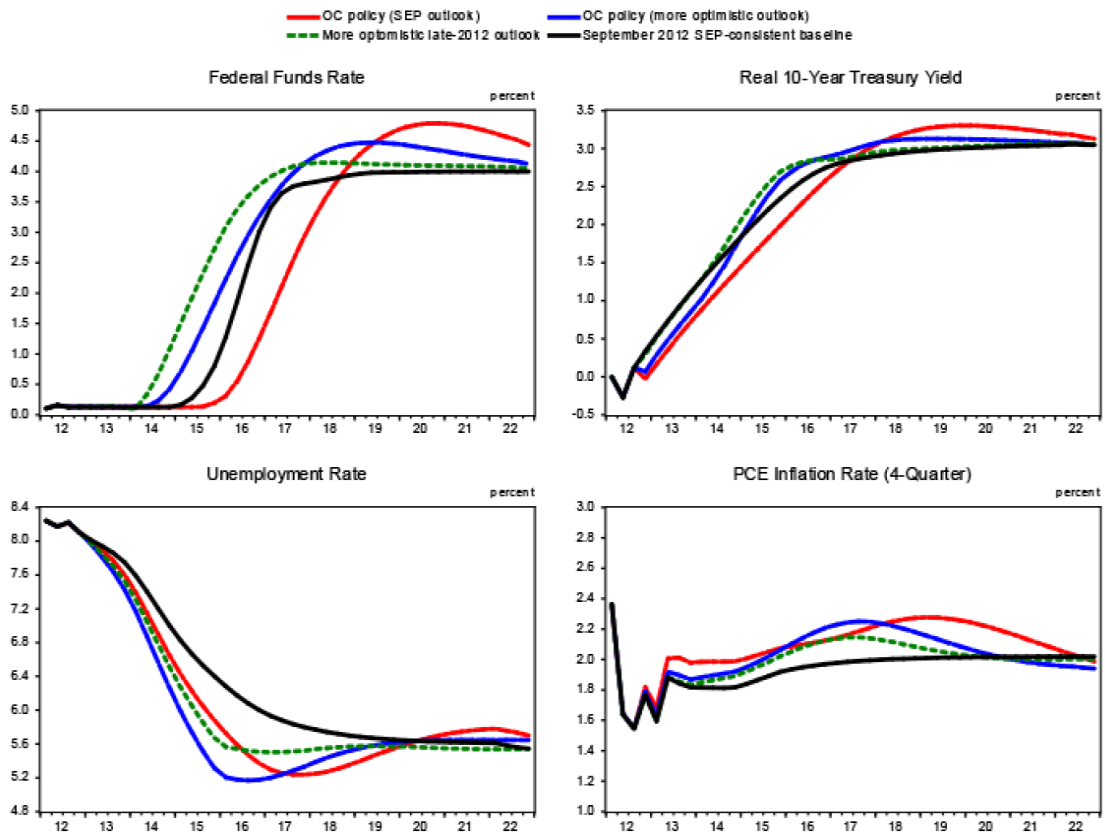 OC policy (SEP outlook) OC policy (more optimistic outlook)
More optomistic late-2012 outlook September 2012 SEP-consistent baseline
Federal Funds Rate
percent
5.0
4.5
4.0
3.5
3.0
2.5
2.0
1.5
1.0
0.5
0.0
12 13 14 15 16 17 18 19 20 21 22
Real 10-Year Treasury Yield
percent
3.5
3.0
2.5
2.0
1.5
1.0
0.5
0.0
-0.5
12 13 14 15 16 17 18 19 20 21 22
Unemployment Rate
percent
8.4
8.0
7.6
7.2
6.8
6.4
6.0
5.6
5.2
4.8
12 13 14 15 16 17 18 19 20 21 22
PCE Inflation Rate (4-Quarter)
percent
3.0
2.8
2.6
2.4
2.2
2.0
1.8
1.6
1.4
1.2
1.0
12 13 14 15 16 17 18 19 20 21 22